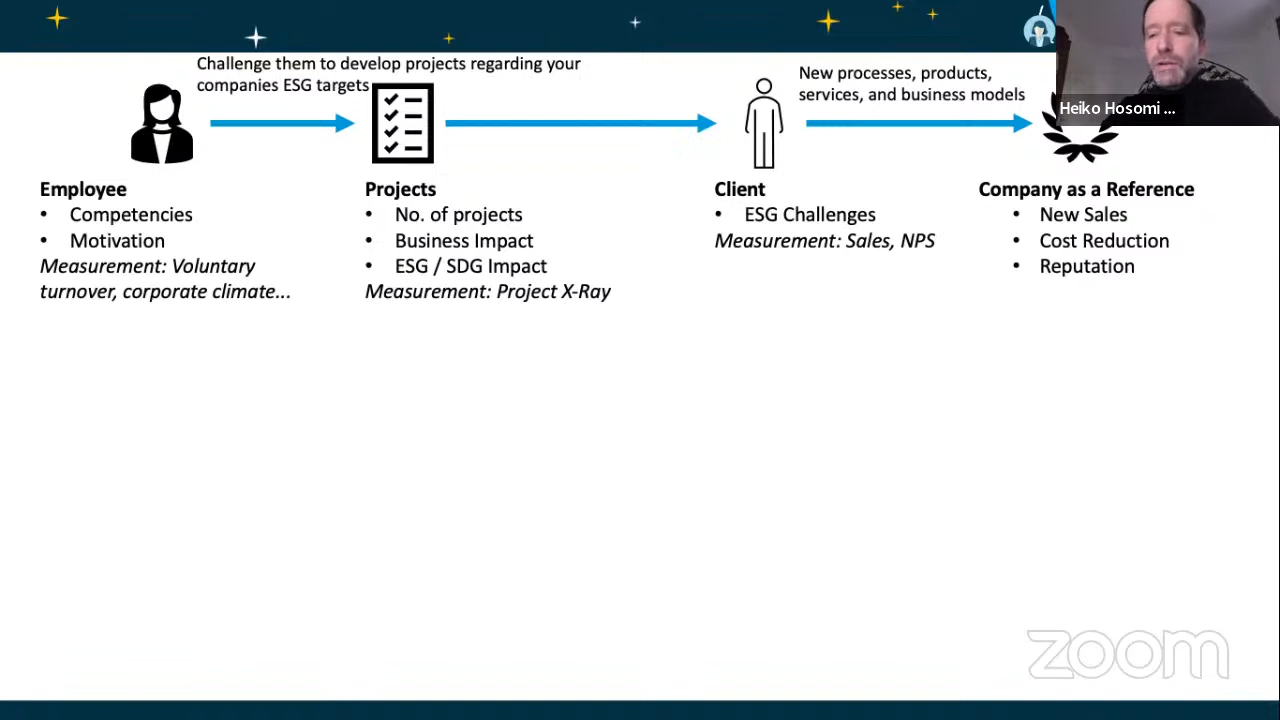 Challenge them to develop projects regarding your
companies ESG targets
New processes, products,
services, and business models
Heiko Hosomi ...
Employee
• Competencies
• Motivation
Measurement: Voluntary
turnover, corporate climate...
Projects
• No. of projects
• Business Impact
• ESG / SDG Impact
Measurement: Project X-Ray
Client
• ESG Challenges
Measurement: Sales, NPS
Company as a Reference
• New Sales
• Cost Reduction
• Reputation
zoom